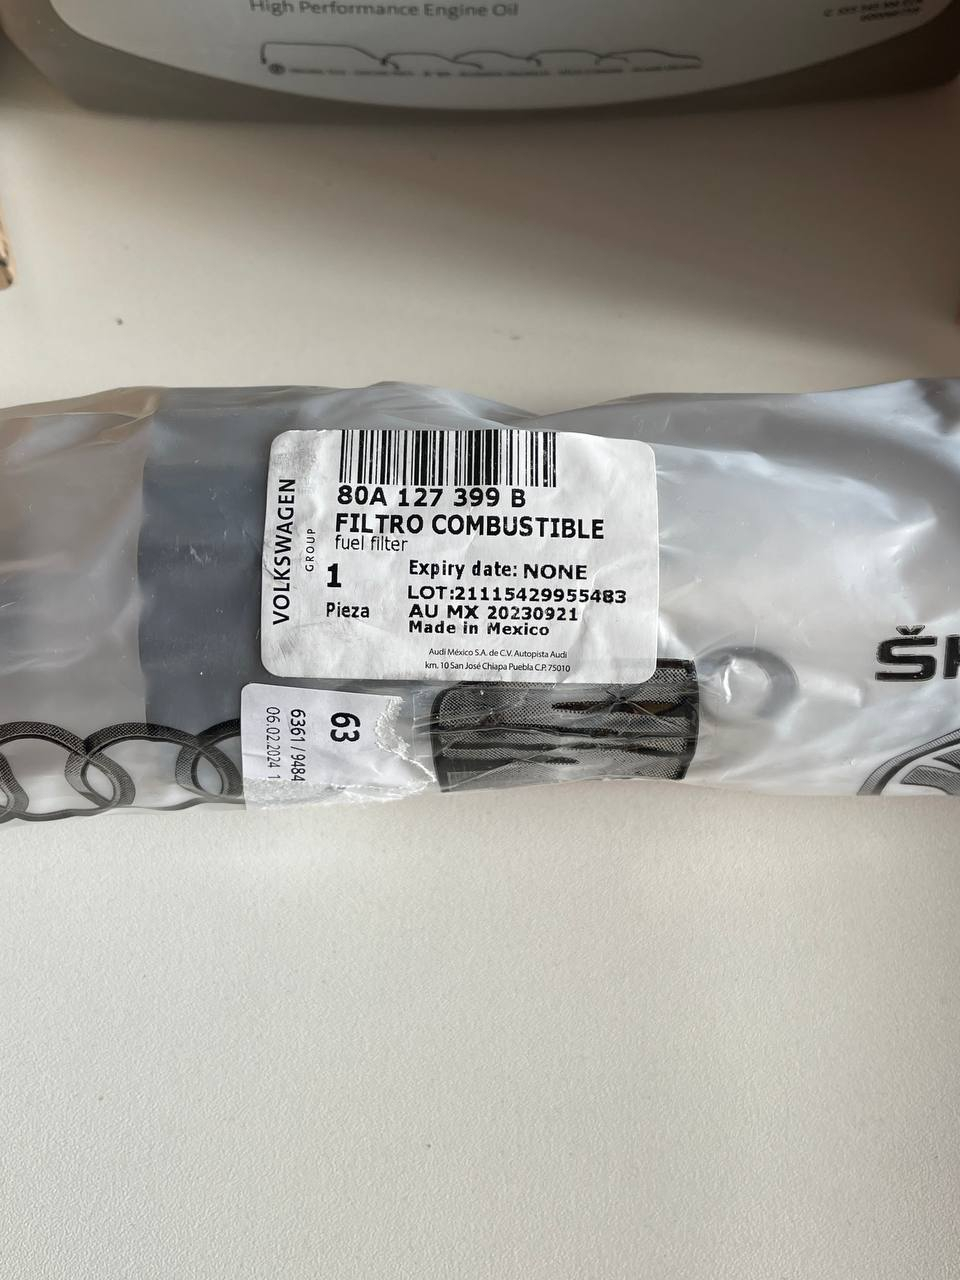 High Performance Engine Oil
VOLKSWAGEN
GROUP
80A 127 399 B
FILTRO COMBUSTIBLE
fuel filter
1
Pieza
Expiry date: NONE
LOT:21115429955483
AU MX 20230921
Made in Mexico
Audi México S.A. de C.V. Autopista Audi
km. 10 San José Chiapa Puebla C.P. 75010
63
6361 / 9484
06.02.2024 1
ŠK